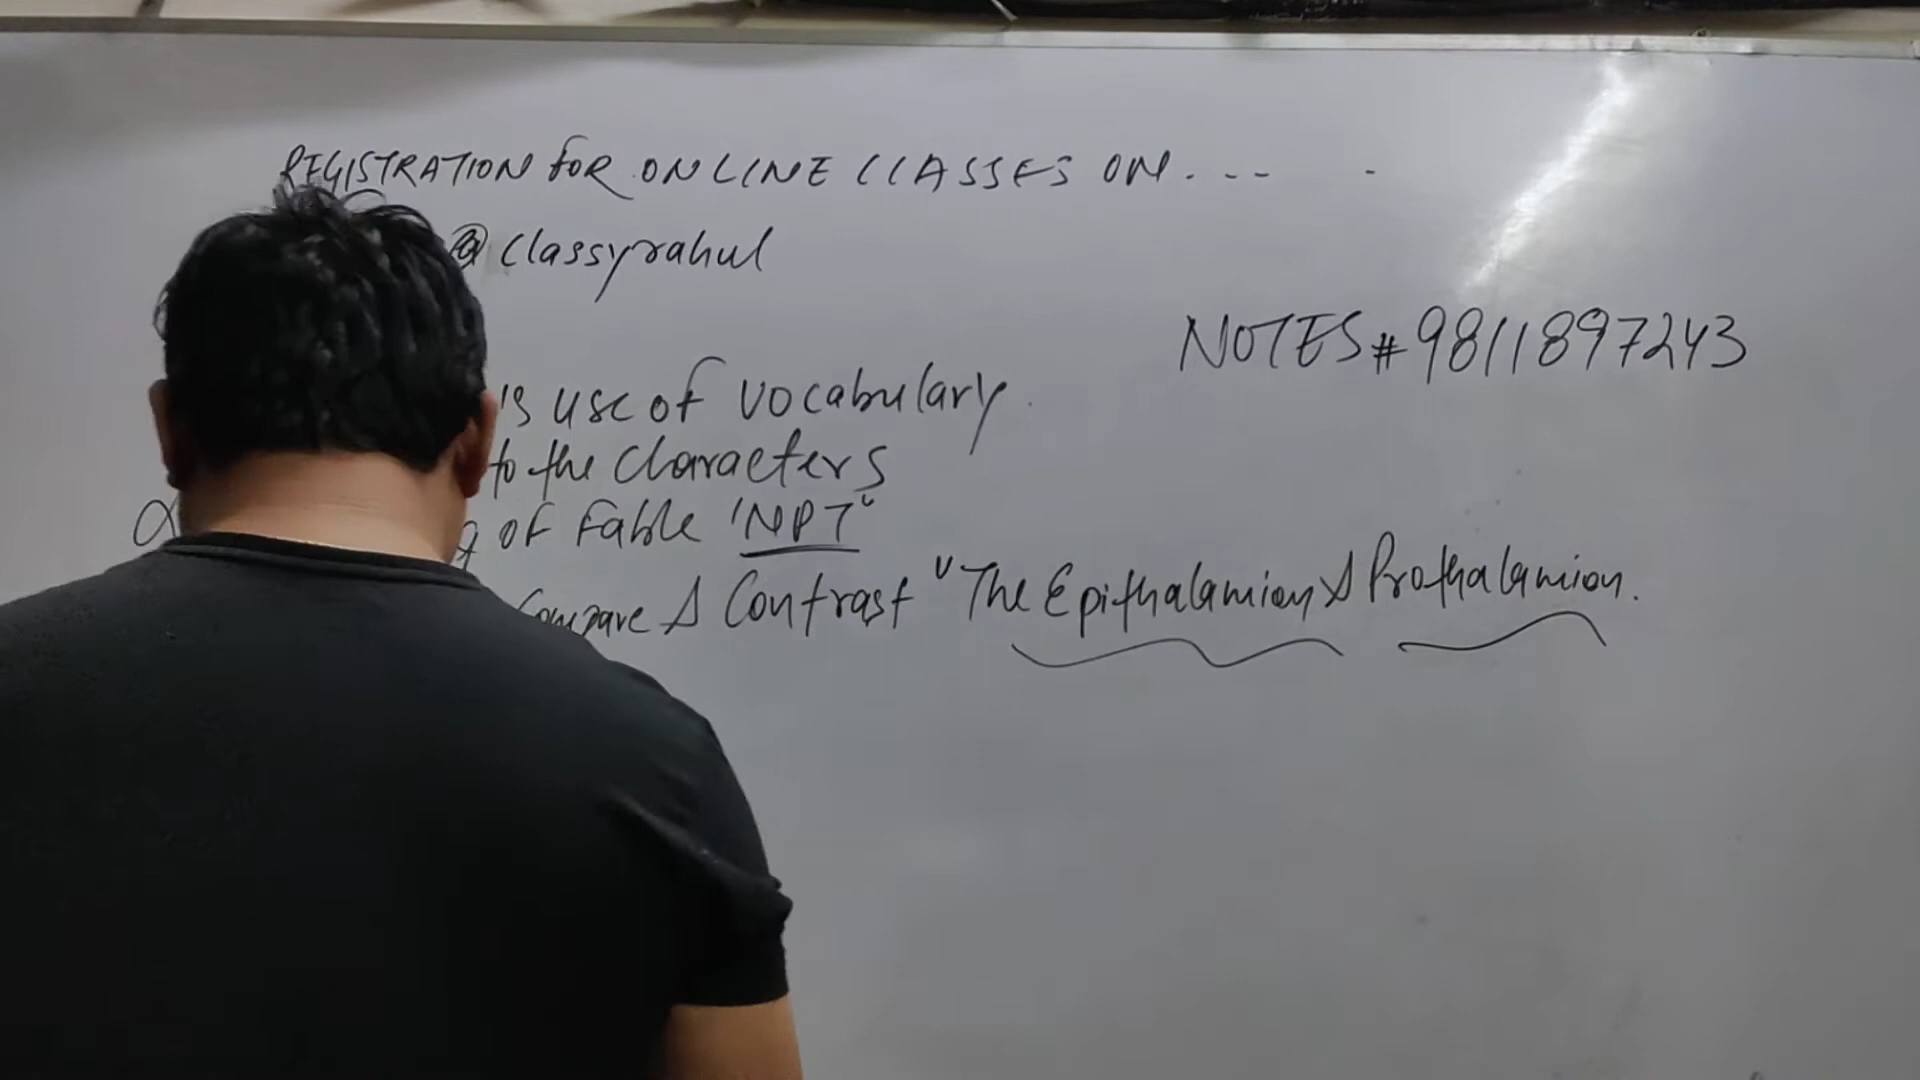 REGISTRATION FOR ONLINE CLASSES ON....  -
@classyrahul
NOTES # 9811897243
is use of vocabulary.
to the characters
of Fable 'NPT"
Compare & Contrast "The Epithalamion & Prothalamion.